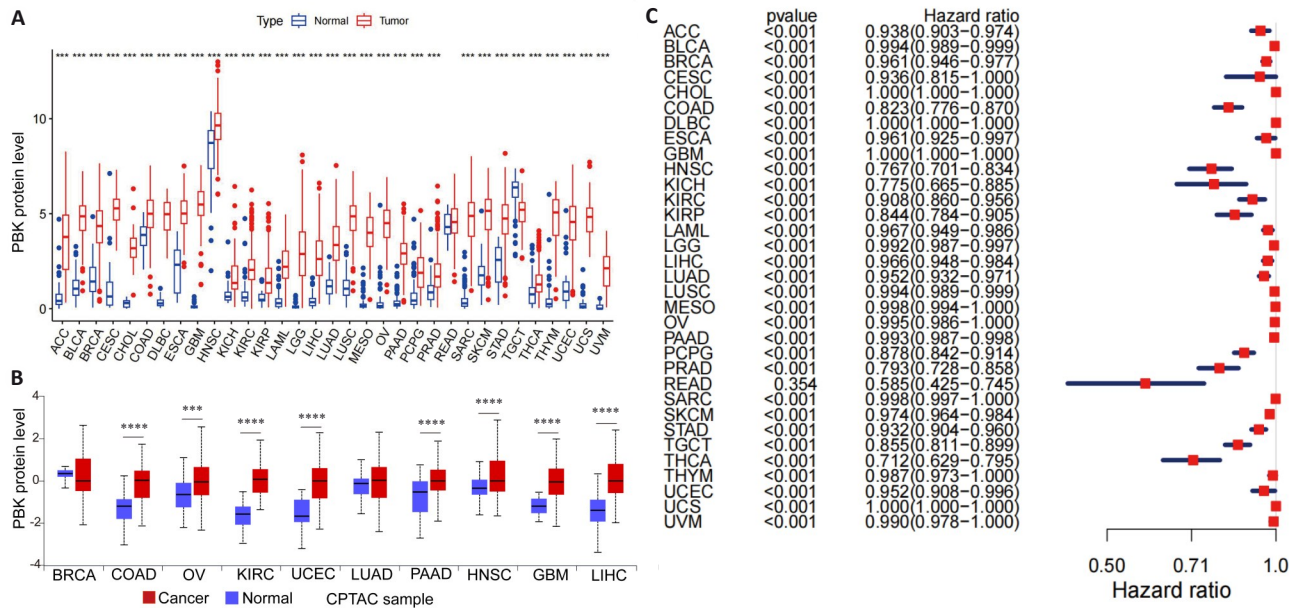 A
Type Normal Tumor
*** *** *** *** *** *** *** *** *** *** *** *** *** *** *** *** *** *** *** *** *** *** *** *** *** *** *** *** *** *** *** ***
PBK protein level
10
5
0
ACC BLCA BRCA CESC CHOL COAD DLBC ESCA GBM HNSC KICH KIRC KIRP LAML LGG LIHC LUAD LUSC MESO OV PAAD PCPG PRAD READ SARC SKCM STAD TGCT THCA THYM UCEC UCS UVM
B
PBK protein level
4
2
0
-2
-4
**** *** **** **** **** **** **** ****
BRCA COAD OV KIRC UCEC LUAD PAAD HNSC GBM LIHC
Cancer Normal CPTAC sample
C
pvalue Hazard ratio
ACC <0.001 0.938(0.903−0.974)
BLCA <0.001 0.994(0.989−0.999)
BRCA <0.001 0.961(0.946−0.977)
CESC <0.001 0.936(0.815−1.000)
CHOL <0.001 1.000(1.000−1.000)
COAD <0.001 0.823(0.776−0.870)
DLBC <0.001 1.000(1.000−1.000)
ESCA <0.001 0.961(0.925−0.997)
GBM <0.001 1.000(1.000−1.000)
HNSC <0.001 0.767(0.701−0.834)
KICH <0.001 0.775(0.665−0.885)
KIRC <0.001 0.908(0.860−0.956)
KIRP <0.001 0.844(0.784−0.905)
LAML <0.001 0.967(0.949−0.986)
LGG <0.001 0.992(0.987−0.997)
LIHC <0.001 0.966(0.948−0.984)
LUAD <0.001 0.952(0.932−0.971)
LUSC <0.001 0.994(0.989−0.999)
MESO <0.001 0.998(0.994−1.000)
OV <0.001 0.995(0.986−1.000)
PAAD <0.001 0.993(0.987−0.998)
PCPG <0.001 0.878(0.842−0.914)
PRAD <0.001 0.793(0.728−0.858)
READ 0.354 0.585(0.425−0.745)
SARC <0.001 0.998(0.997−1.000)
SKCM <0.001 0.974(0.964−0.984)
STAD <0.001 0.932(0.904−0.960)
TGCT <0.001 0.855(0.811−0.899)
THCA <0.001 0.712(0.629−0.795)
THYM <0.001 0.987(0.973−1.000)
UCEC <0.001 0.952(0.908−0.996)
UCS <0.001 1.000(1.000−1.000)
UVM <0.001 0.990(0.978−1.000)
0.50 0.71 1.0
Hazard ratio